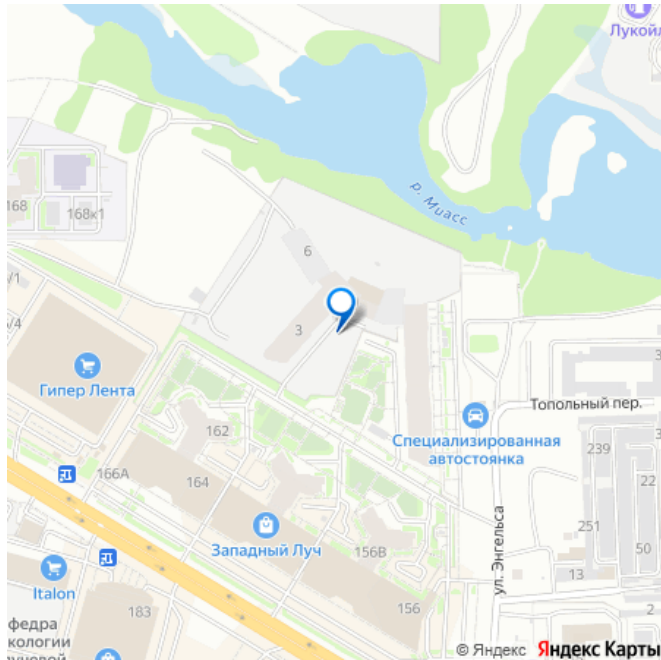 Лукойл
р. Миасс
168
168к1
6
3
Гипер Лента
Топольный пер.
Специализированная
автостоянка
239
22
162
166А
164
ул. Энгельса
251
Западный Луч
156В
50
13
Italon
156
2
183
федра
кологии
© Яндекс Яндекс Карты